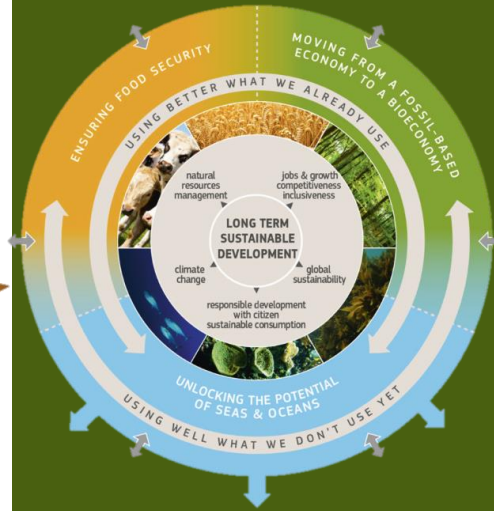 ENSURING FOOD SECURITY
MOVING FROM A FOSSIL-BASED
ECONOMY TO A BIOECONOMY
USING BETTER WHAT WE ALREADY USE
natural
resources
management
jobs & growth
competitiveness
inclusiveness
LONG TERM
SUSTAINABLE
DEVELOPMENT
climate
change
global
sustainability
responsible development
with citizen
sustainable consumption
UNLOCKING THE POTENTIAL
OF SEAS & OCEANS
USING WELL WHAT WE DON'T USE YET